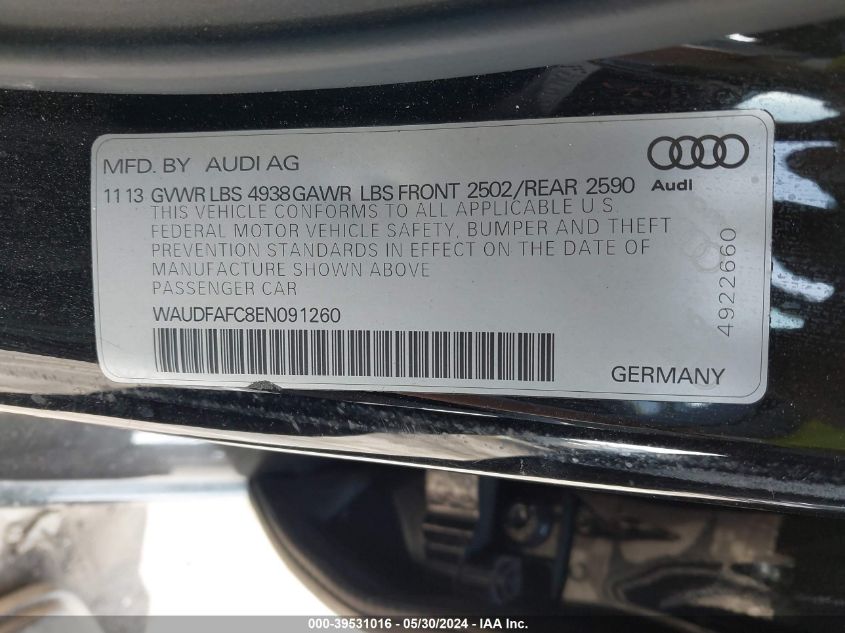 MFD. BY AUDI AG
11 13 GVWR LBS 4938 GAWR LBS FRONT 2502/REAR 2590
Audi
THIS VEHICLE CONFORMS TO ALL APPLICABLE U S
FEDERAL MOTOR VEHICLE SAFETY, BUMPER AND THEFT
PREVENTION STANDARDS IN EFFECT ON THE DATE OF
MANUFACTURE SHOWN ABOVE
PASSENGER CAR
WAUDFAFC8EN091260
4922660
GERMANY
000-39531016 - 05/30/2024 - IAA Inc.